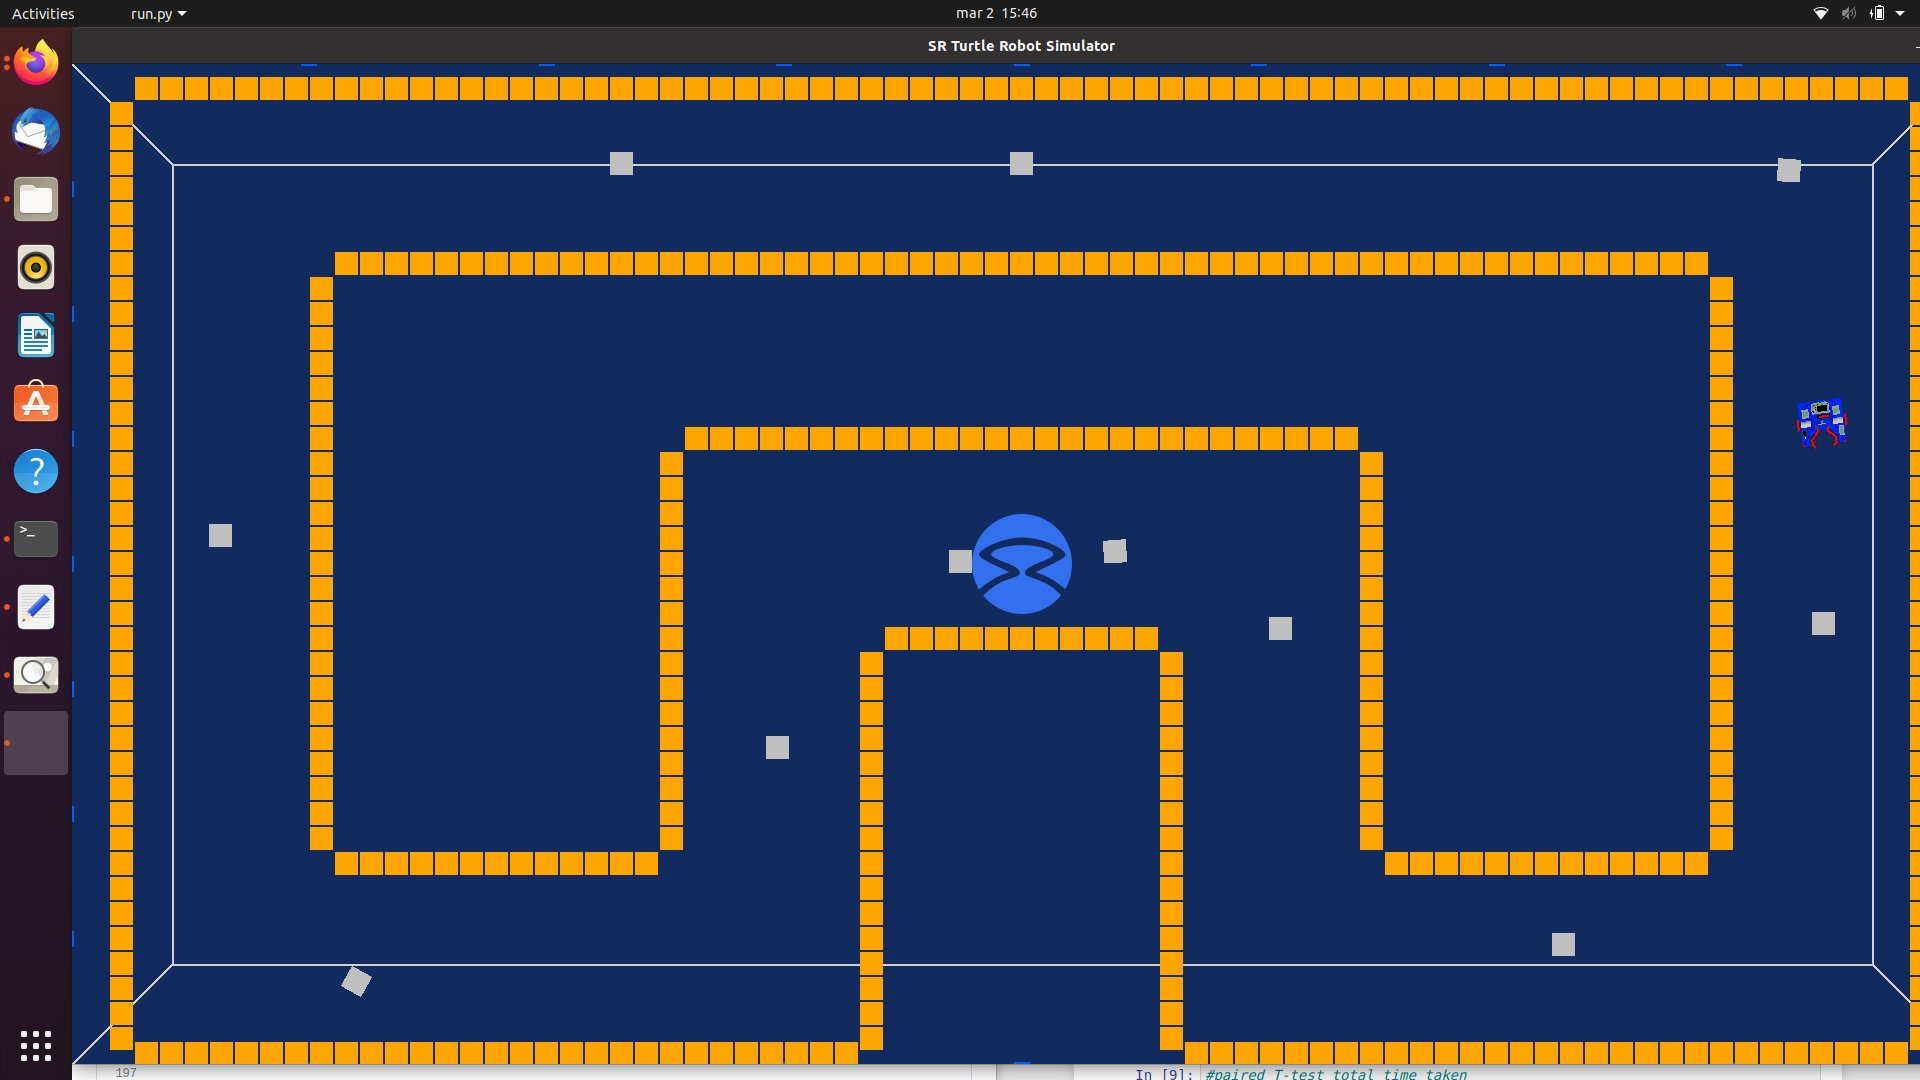 Activities
run.py
mar 2 15:46
SR Turtle Robot Simulator
>_
?
197
In [9]: #paired T-test total time taken